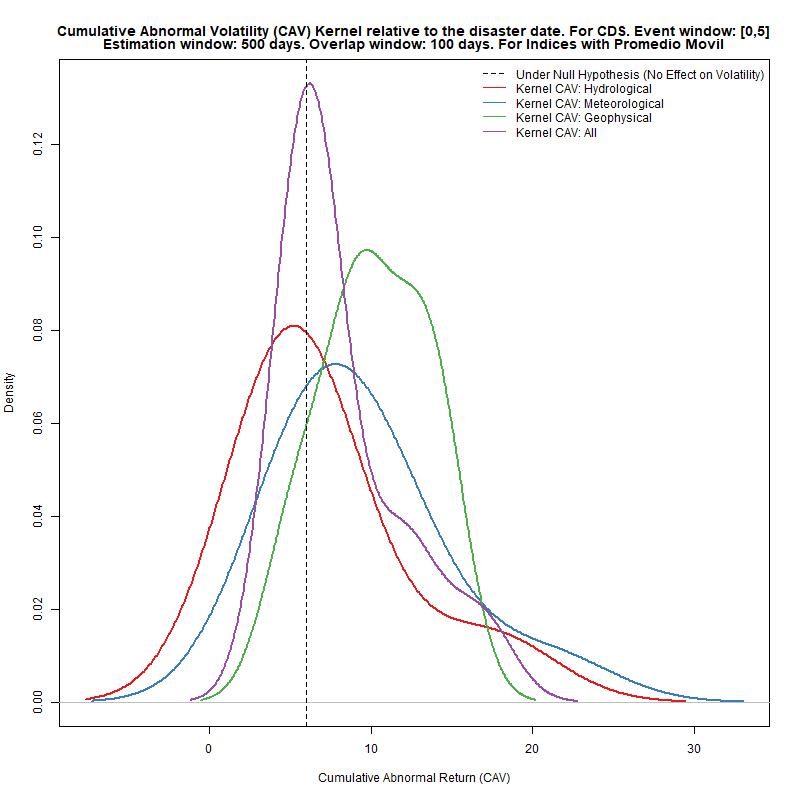 Cumulative Abnormal Volatility (CAV) Kernel relative to the disaster date. For CDS. Event window: [0,5]
Estimation window: 500 days. Overlap window: 100 days. For Indices with Promedio Movil
Under Null Hypothesis (No Effect on Volatility)
Kernel CAV: Hydrological
Kernel CAV: Meteorological
Kernel CAV: Geophysical
Kernel CAV: All
Density
0.12
0.10
0.08
0.06
0.04
0.02
0.00
0 10 20 30
Cumulative Abnormal Return (CAV)